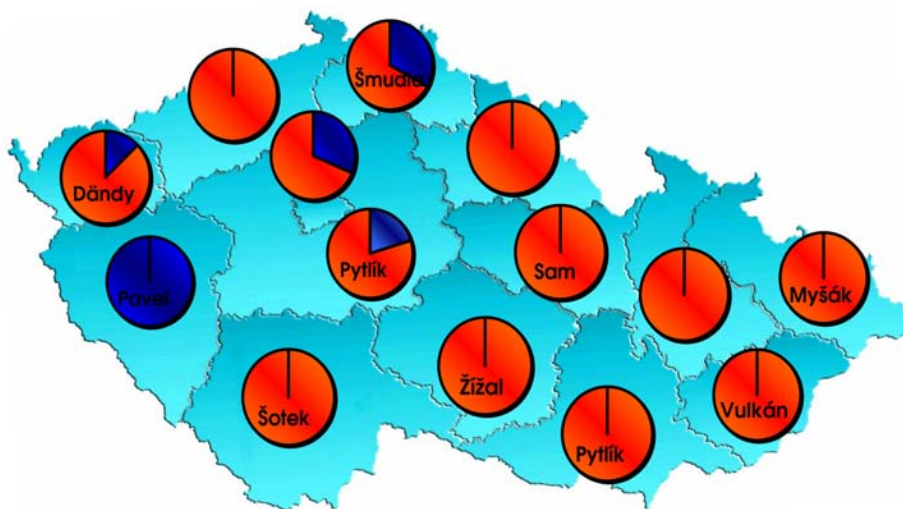 Šmudla
Dändy
Pytlík
Pavel
Sam
Myšák
Žížal
Šotek
Vulkán
Pytlík